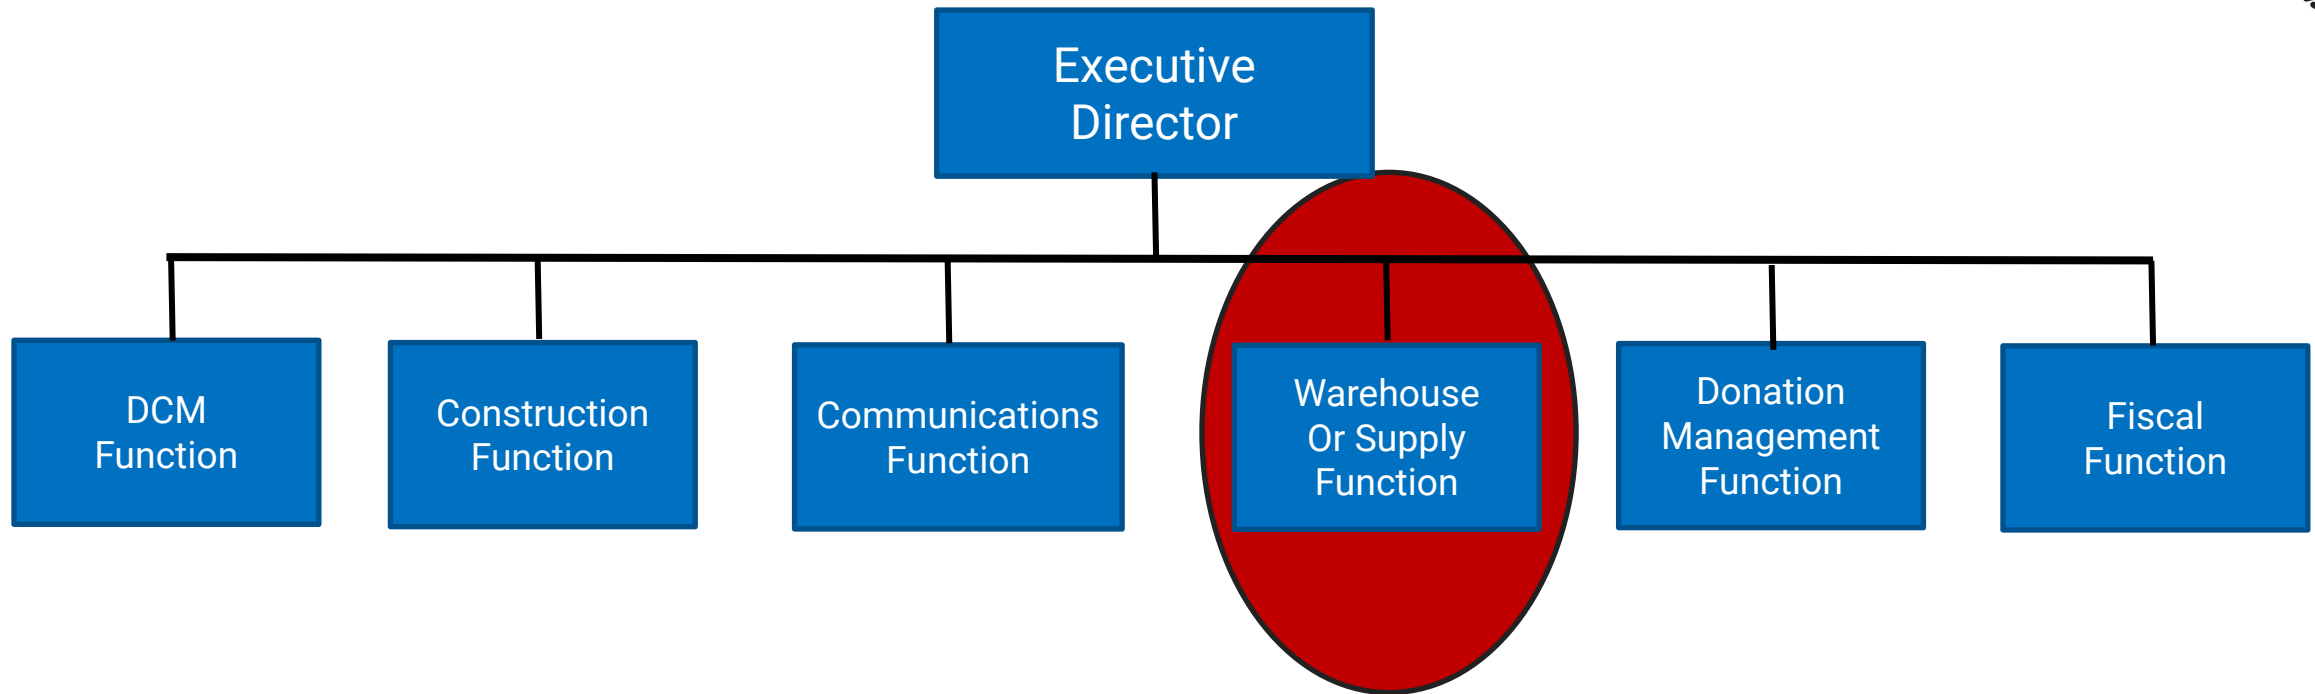 Executive
Director
DCM
Function
Construction
Function
Communications
Function
Warehouse
Or Supply
Function
Donation
Management
Function
Fiscal
Function